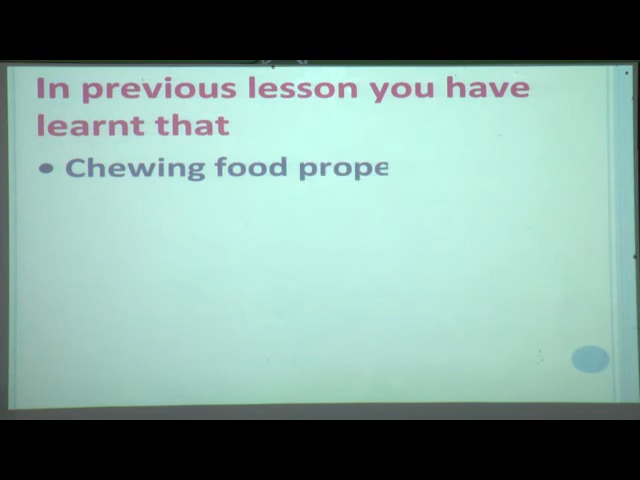 In previous lesson you have
learnt that
• Chewing food prope